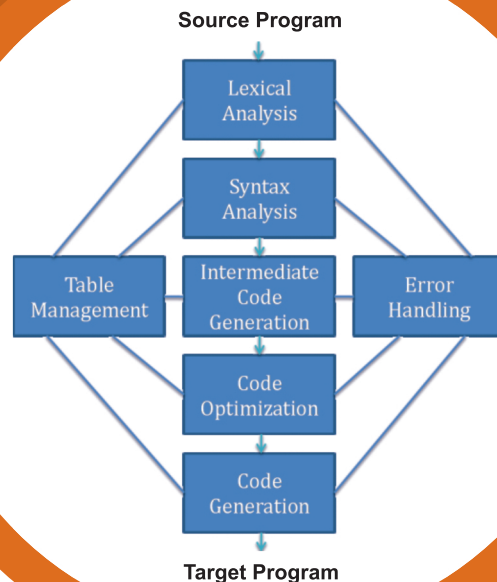 Source Program
Lexical
Analysis
Syntax
Analysis
Table
Management
Intermediate
Code
Generation
Error
Handling
Code
Optimization
Code
Generation
Target Program